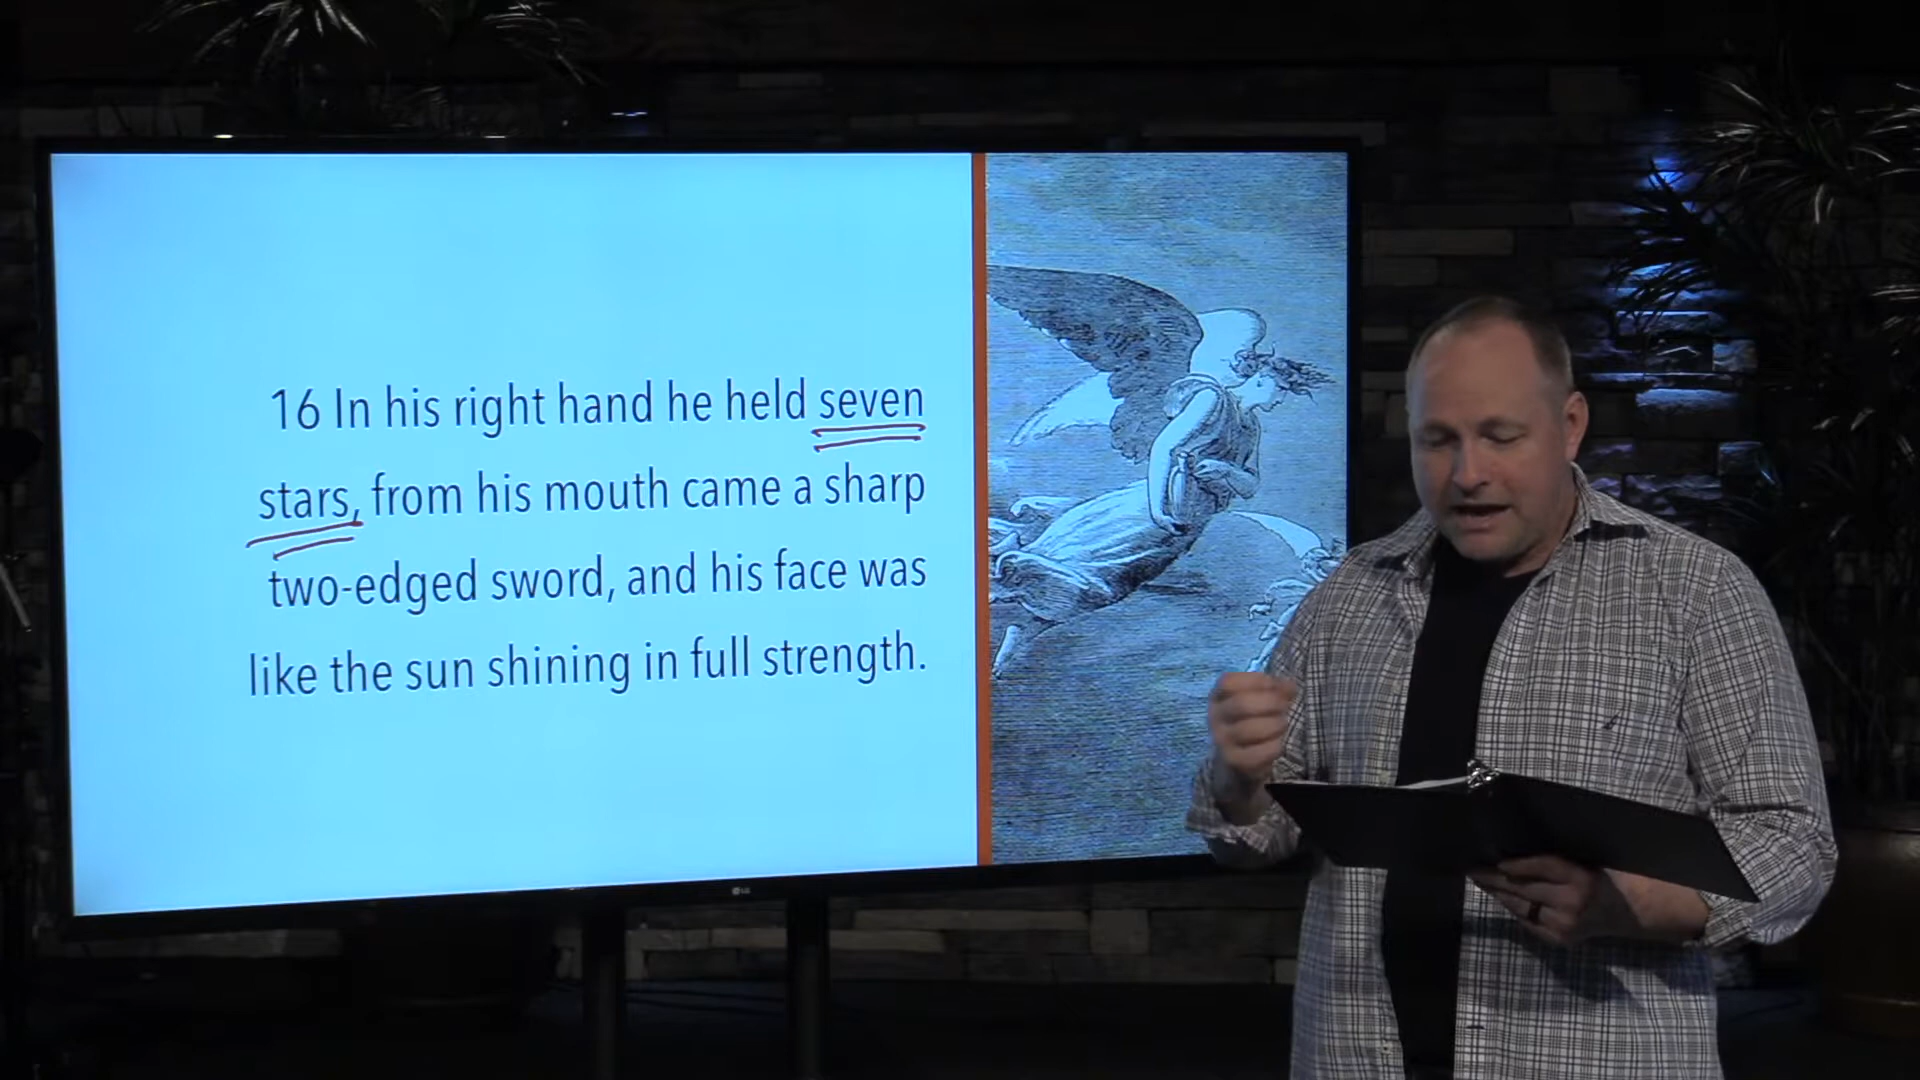 16 In his right hand he held seven
stars, from his mouth came a sharp
two-edged sword, and his face was
like the sun shining in full strength.
LG